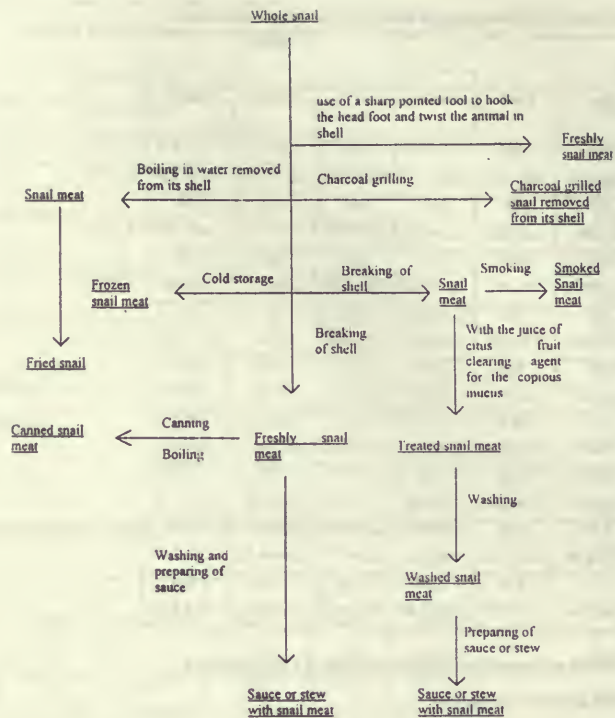 Whole snail
use of a sharp pointed tool to hook
the head foot and twist the animal in
shell
Freshly
snail meat
Boiling in water removed
from its shell
Snail meat
Charcoal grilling
Charcoal grilled
snail removed
from its shell
Cold storage
Frozen
snail meat
Breaking of
shell
Snail
meat
Smoking
Smoked
Snail
meat
Breaking
of shell
With the juice of
citus fruit
clearing agent
for the copious
mucus
Fried snail
Canned snail
meat
Canning
Boiling
Freshly snail
meat
Treated snail meat
Washing
Washing and
preparing of
sauce
Washed snail
meat
Preparing of
sauce or stew
Sauce or stew
with snail meat
Sauce or stew
with snail meat